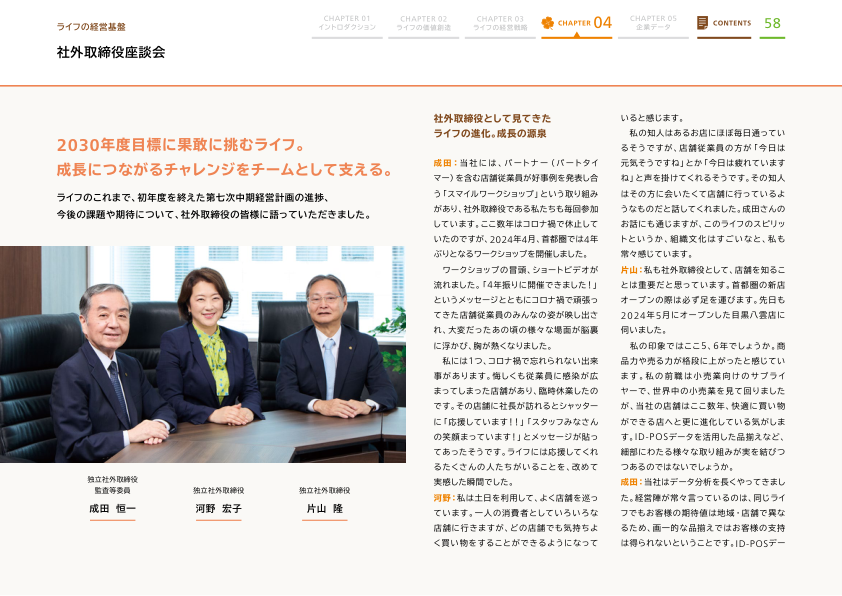 ライフの経営基盤
社外取締役座談会
CHAPTER 01
イントロダクション
CHAPTER 02
ライフの価値創造
CHAPTER 03
ライフの経営戦略
CHAPTER 04
CHAPTER 05
企業データ
CONTENTS
58
2030年度目標に果敢に挑むライフ。
成長につながるチャレンジをチームとして支える。
ライフのこれまで、初年度を終えた第七次中期経営計画の進捗、
今後の課題や期待について、社外取締役の皆様に語っていただきました。
独立社外取締役
監査等委員
成田 恒一
独立社外取締役
河野 宏子
独立社外取締役
片山 隆
社外取締役として見てきた
ライフの進化。成長の源泉
成田：当社には、パートナー（パートタイ
マー）を含む店舗従業員が好事例を発表し合
う「スマイルワークショップ」という取り組み
があり、社外取締役である私たちも毎回参加
しています。ここ数年はコロナ禍で休止して
いたのですが、2024年4月、首都圏では4年
ぶりとなるワークショップを開催しました。
ワークショップの冒頭、ショートビデオが
流れました。「4年振りに開催できました！」
というメッセージとともにコロナ禍で頑張っ
てきた店舗従業員のみんなの姿が映し出さ
れ、大変だったあの頃の様々な場面が脳裏
に浮かび、胸が熱くなりました。
私には1つ、コロナ禍で忘れられない出来
事があります。悔しくも従業員に感染が広
まってしまった店舗があり、臨時休業したの
です。その店舗に社長が訪れるとシャッター
に「応援しています！！」「スタッフみなさん
の笑顔まっています！」とメッセージが貼っ
てあったそうです。ライフには応援してくれ
るたくさんの人たちがいることを、改めて
実感した瞬間でした。
河野：私は土日を利用して、よく店舗を巡っ
ています。一人の消費者としていろいろな
店舗に行きますが、どの店舗でも気持ちよ
く買い物をすることができるようになって
いると感じます。
私の知人はあるお店にほぼ毎日通ってい
るそうですが、店舗従業員の方が「今日は
元気そうですね」とか「今日は疲れています
ね」と声を掛けてくれるそうです。その知人
はその方に会いたくて店舗に行っているよ
うなものだと話してくれました。成田さんの
お話にも通じますが、このライフのスピリッ
トというか、組織文化はすごいなと、私も
常々感じています。
片山：私も社外取締役として、店舗を知るこ
とは重要だと思っています。首都圏の新店
オープンの際は必ず足を運びます。先日も
2024年5月にオープンした目黒八雲店に
伺いました。
私の印象ではここ5、6年でしょうか。商
品力や売る力が格段に上がったと感じてい
ます。私の前職は小売業向けのサプライ
ヤーで、世界中の小売業を見て回りました
が、当社の店舗はここ数年、快適に買い物
ができる店へと更に進化している気がしま
す。ID-POSデータを活用した品揃えなど、
細部にわたる様々な取り組みが実を結びつ
つあるのではないでしょうか。
成田：当社はデータ分析を長くやってきまし
た。経営陣が常々言っているのは、同じライ
フでもお客様の期待値は地域・店舗で異な
るため、画一的な品揃えではお客様の支持
は得られないということです。ID-POSデー